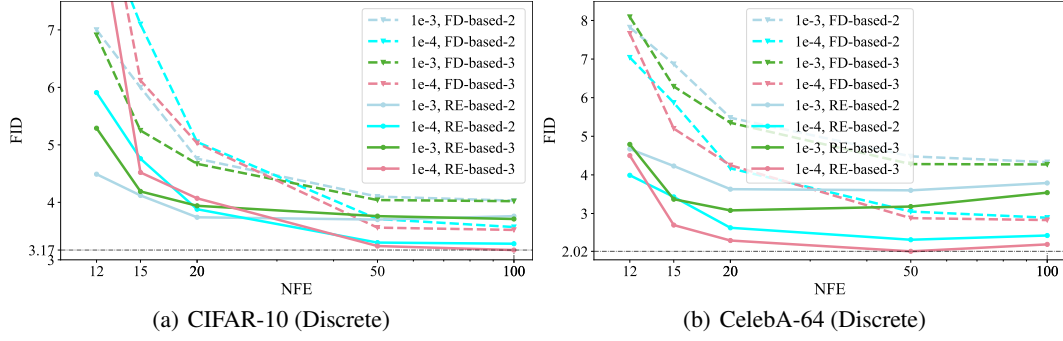 7
6
5
4
3.17
3
FID
12
15
20
50
100
NFE
1e-3, FD-based-2
1e-4, FD-based-2
1e-3, FD-based-3
1e-4, FD-based-3
1e-3, RE-based-2
1e-4, RE-based-2
1e-3, RE-based-3
1e-4, RE-based-3
(a) CIFAR-10 (Discrete)
8
7
6
5
4
3
2.02
FID
12
15
20
50
100
NFE
1e-3, FD-based-2
1e-4, FD-based-2
1e-3, FD-based-3
1e-4, FD-based-3
1e-3, RE-based-2
1e-4, RE-based-2
1e-3, RE-based-3
1e-4, RE-based-3
(b) CelebA-64 (Discrete)